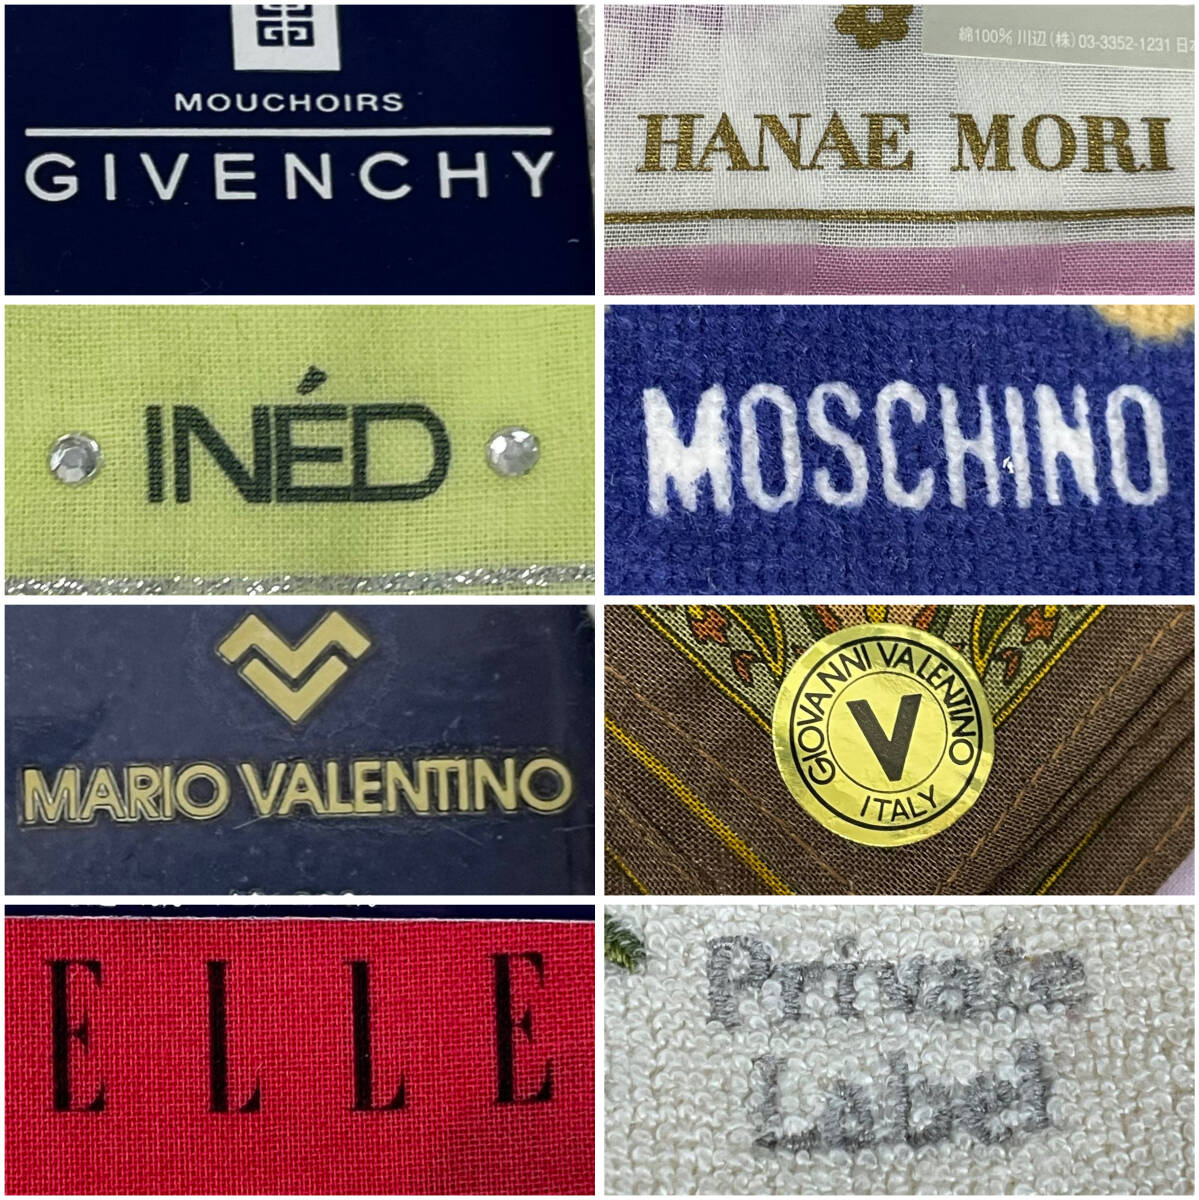 MOUCHOIRS
GIVENCHY
綿100% 川辺(株) 03-3352-1231
HANAE MORI
INÉD
MOSCHINO
MARIO VALENTINO
GIOVANNI VALENTINO
V
ITALY
ELLE
Private
Label